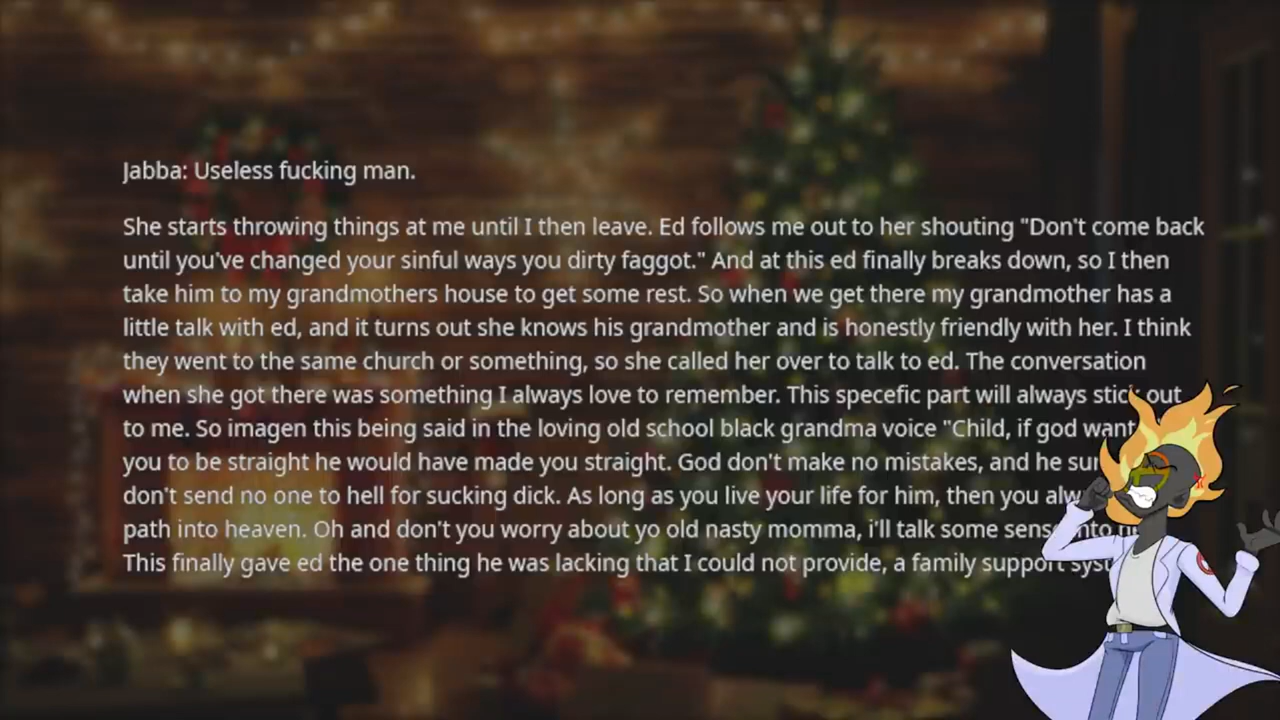 Jabba: Useless fucking man.
She starts throwing things at me until I then leave. Ed follows me out to her shouting "Don't come back
until you've changed your sinful ways you dirty faggot." And at this ed finally breaks down, so I then
take him to my grandmothers house to get some rest. So when we get there my grandmother has a
little talk with ed, and it turns out she knows his grandmother and is honestly friendly with her. I think
they went to the same church or something, so she called her over to talk to ed. The conversation
when she got there was something I always love to remember. This specefic part will always stick out
to me. So imagen this being said in the loving old school black grandma voice "Child, if god want
you to be straight he would have made you straight. God don't make no mistakes, and he
don't send no one to hell for sucking dick. As long as you live your life for him, then you
path into heaven. Oh and don't you worry about yo old nasty momma, i'll talk some sense into
This finally gave ed the one thing he was lacking that I could not provide, a family support